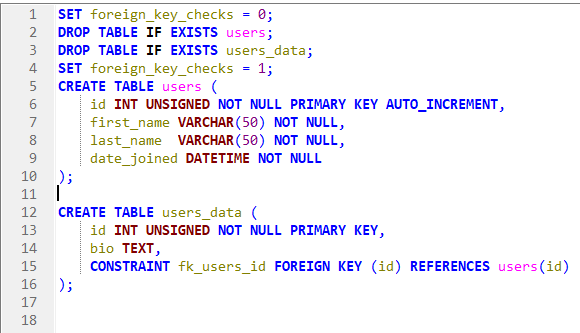 1 SET foreign_key_checks = 0;
2 DROP TABLE IF EXISTS users;
3 DROP TABLE IF EXISTS users_data;
4 SET foreign_key_checks = 1;
5 CREATE TABLE users (
6     id INT UNSIGNED NOT NULL PRIMARY KEY AUTO_INCREMENT,
7     first_name VARCHAR(50) NOT NULL,
8     last_name  VARCHAR(50) NOT NULL,
9     date_joined DATETIME NOT NULL
10 );
11
12 CREATE TABLE users_data (
13     id INT UNSIGNED NOT NULL PRIMARY KEY,
14     bio TEXT,
15     CONSTRAINT fk_users_id FOREIGN KEY (id) REFERENCES users(id)
16 );
17
18